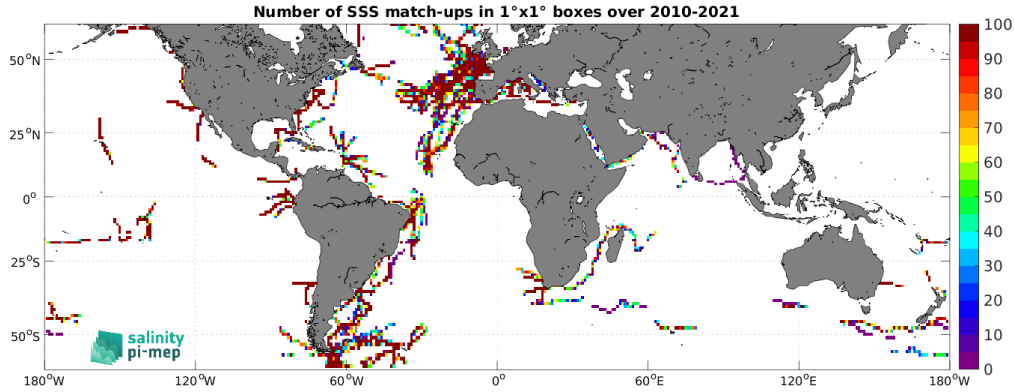 Number of SSS match-ups in 1°x1° boxes over 2010-2021
50°N
25°N
0°
25°S
50°S
180°W
120°W
60°W
0°
60°E
120°E
180°W
100
90
80
70
60
50
40
30
20
10
0
salinity
pi-mep